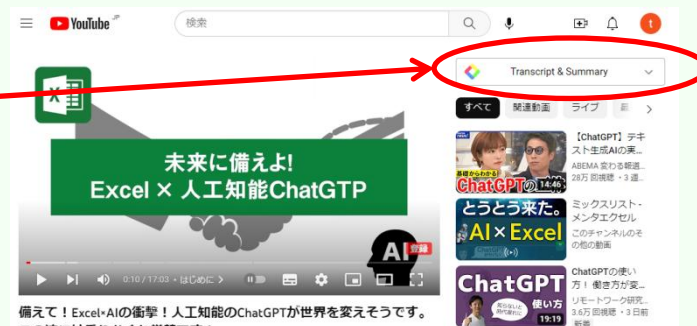 YouTube JP
検索
t
Transcript & Summary
すべて
関連動画
ライブ
未来に備えよ!
Excel × 人工知能ChatGTP
AI
登録
0:10 / 17:03・はじめに >
備えて！Excel×AIの衝撃！人工知能のChatGPTが世界を変えそうです。
基礎からわかる
ChatGPT
14:46
【ChatGPT】テキ
スト生成AIの実...
ABEMA 変わる報道...
28万 回視聴・3 週...
とうとう来た。
AI×Excel
ミックスリスト -
メンタエクセル
このチャンネルのそ
の他の動画
ChatGPT
使い方
19:19
ChatGPTの使い
方！ 働き方が変...
リモートワーク研究...
3.6万 回視聴・3 日前
新着